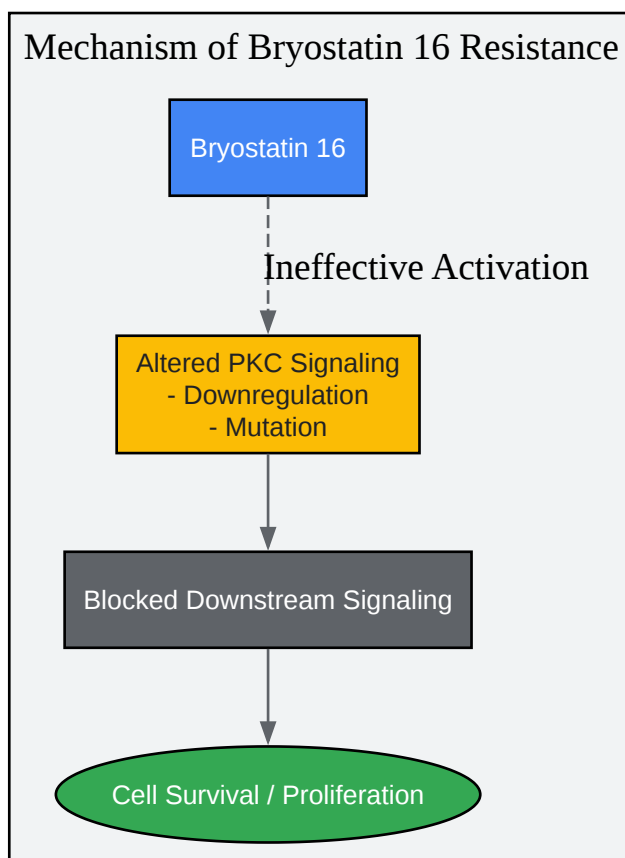 Mechanism of Bryostatin 16 Resistance
Bryostatin 16
Ineffective Activation
Altered PKC Signaling
- Downregulation
- Mutation
Blocked Downstream Signaling
Cell Survival / Proliferation